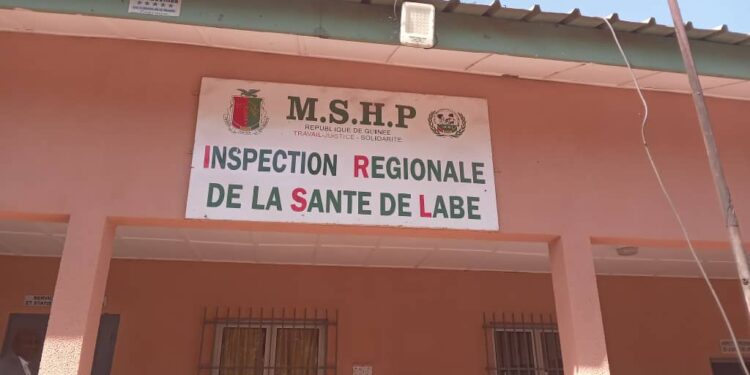 M.S.H.P
REPUBLIQUE DE GUINEE
TRAVAIL-JUSTICE - SOLIDARITE
INSPECTION REGIONALE
DE LA SANTE DE LABE